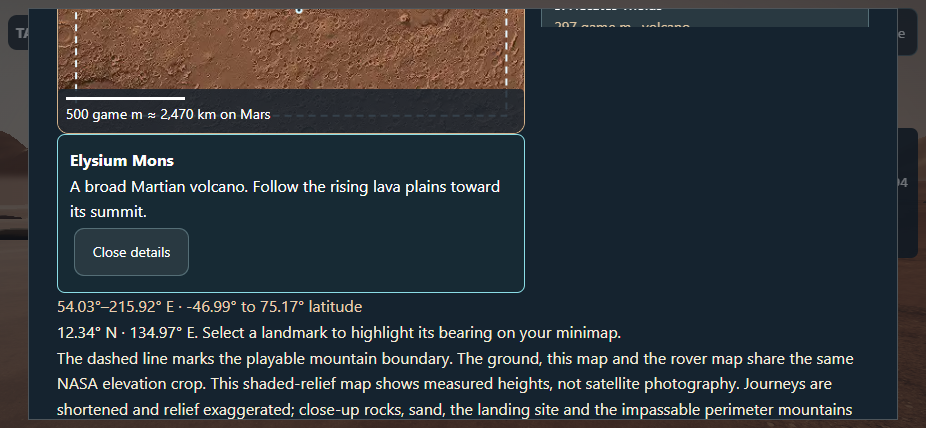 297 game m · volcano
TA
e
500 game m ≈ 2,470 km on Mars
Elysium Mons
A broad Martian volcano. Follow the rising lava plains toward
its summit.
94
Close details
54.03°–215.92° E · -46.99° to 75.17° latitude
12.34° N · 134.97° E. Select a landmark to highlight its bearing on your minimap.
The dashed line marks the playable mountain boundary. The ground, this map and the rover map share the same
NASA elevation crop. This shaded-relief map shows measured heights, not satellite photography. Journeys are
shortened and relief exaggerated; close-up rocks, sand, the landing site and the impassable perimeter mountains